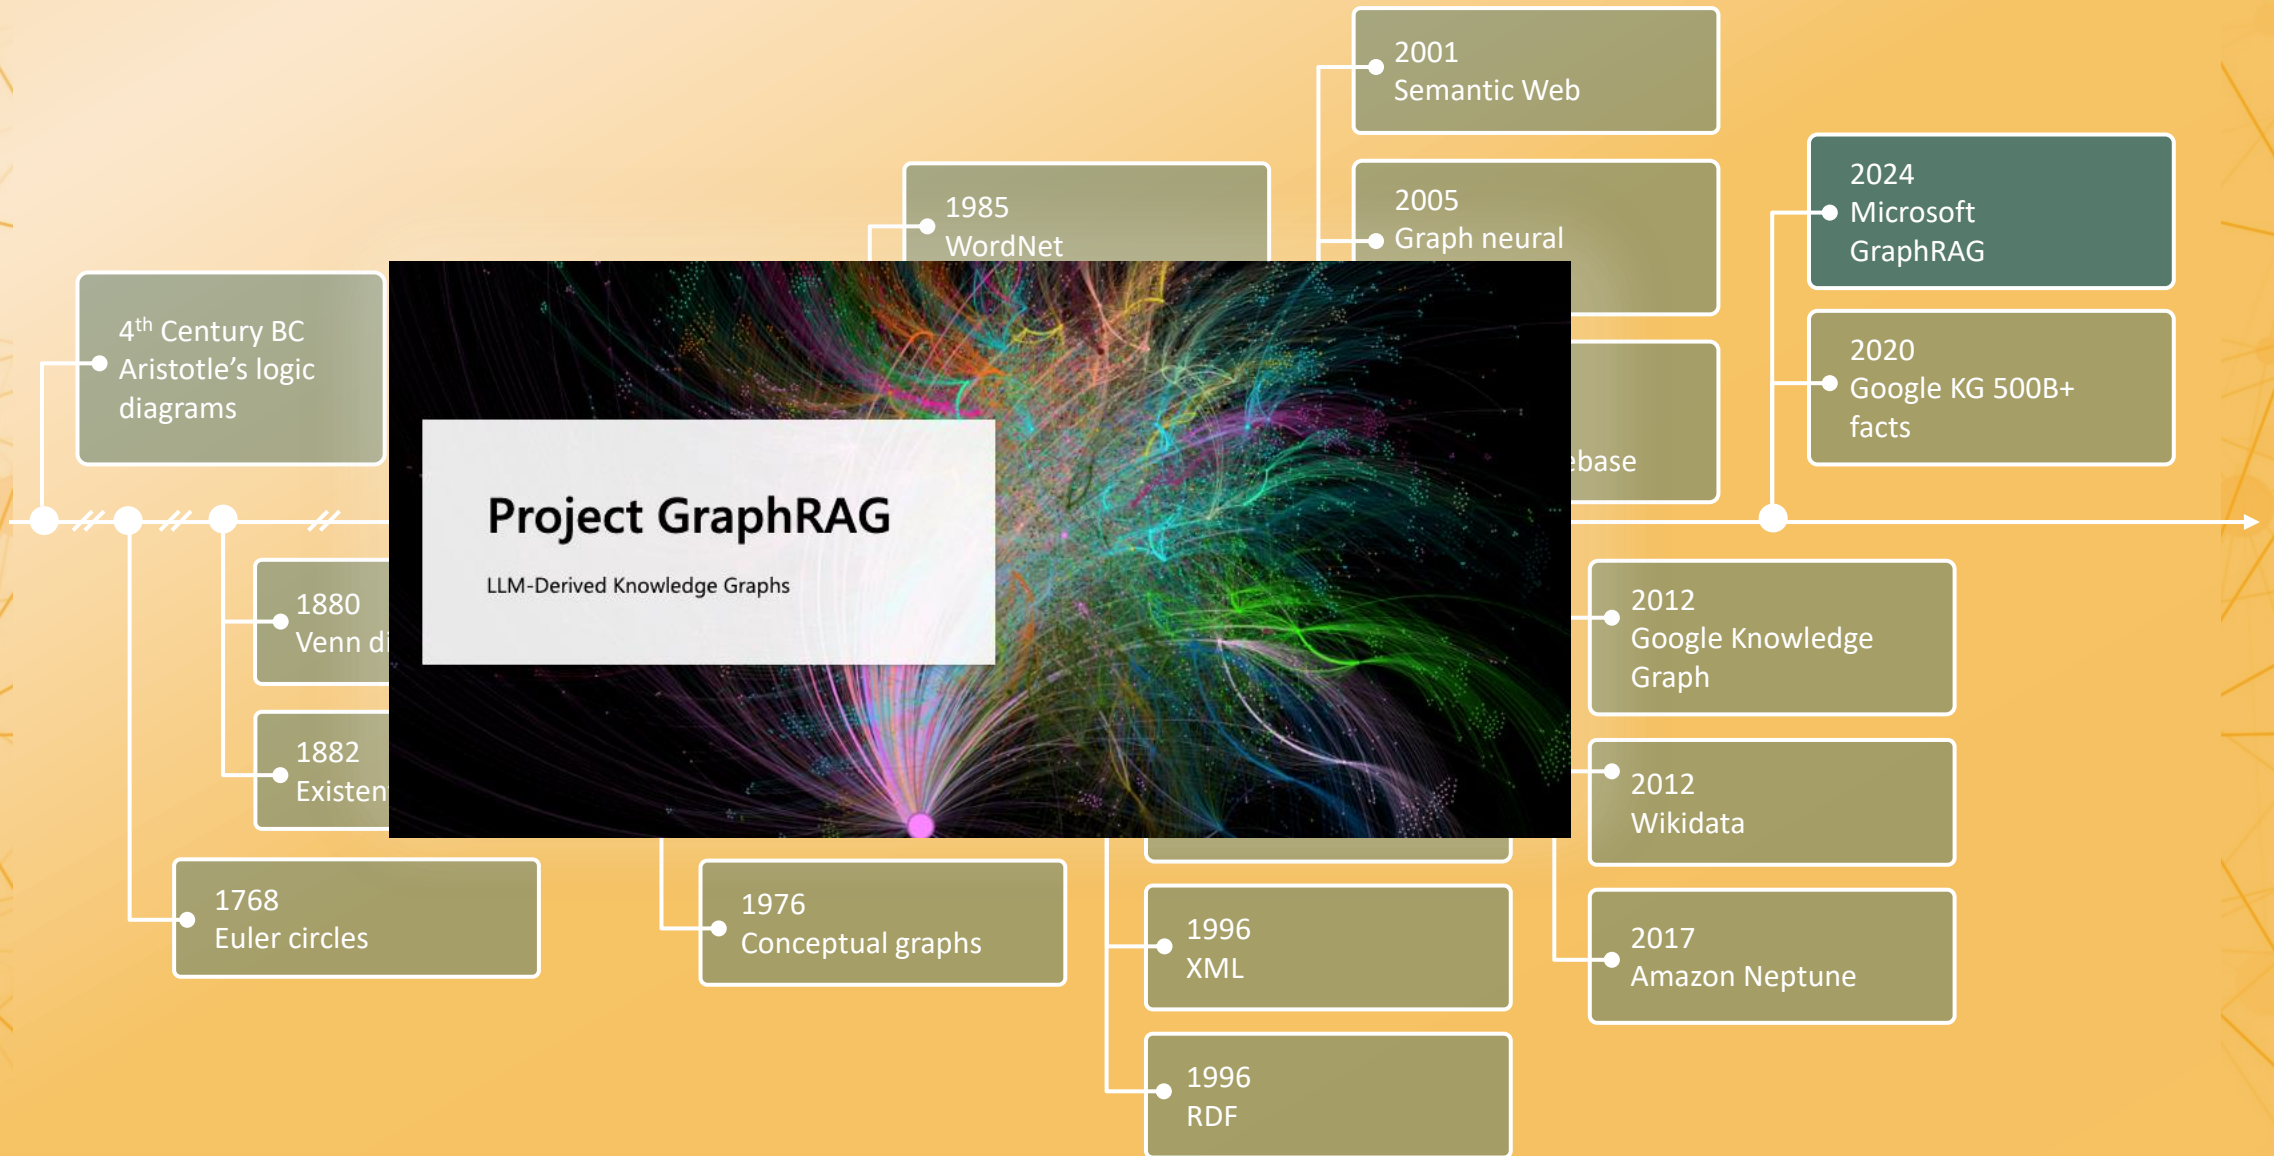 2001
Semantic Web
1985
WordNet
2005
Graph neural
2024
Microsoft
GraphRAG
4th Century BC
Aristotle's logic
diagrams
2020
Google KG 500B+
facts
Project GraphRAG
LLM-Derived Knowledge Graphs
1880
Venn
1882
2012
Google Knowledge
Graph
2012
Wikidata
1768
Euler circles
1976
Conceptual graphs
1996
XML
2017
Amazon Neptune
1996
RDF